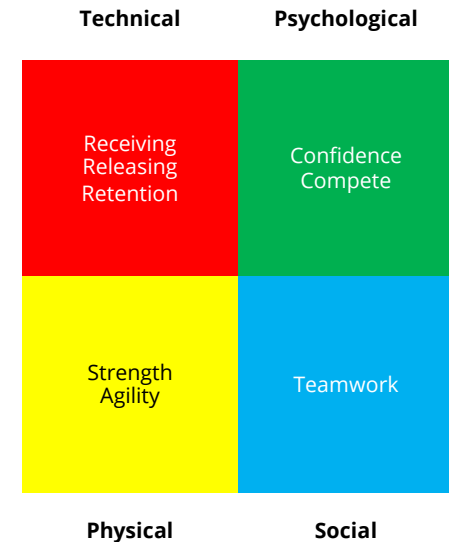 Technical
Psychological
Receiving
Releasing
Retention
Confidence
Compete
Strength
Agility
Teamwork
Physical
Social